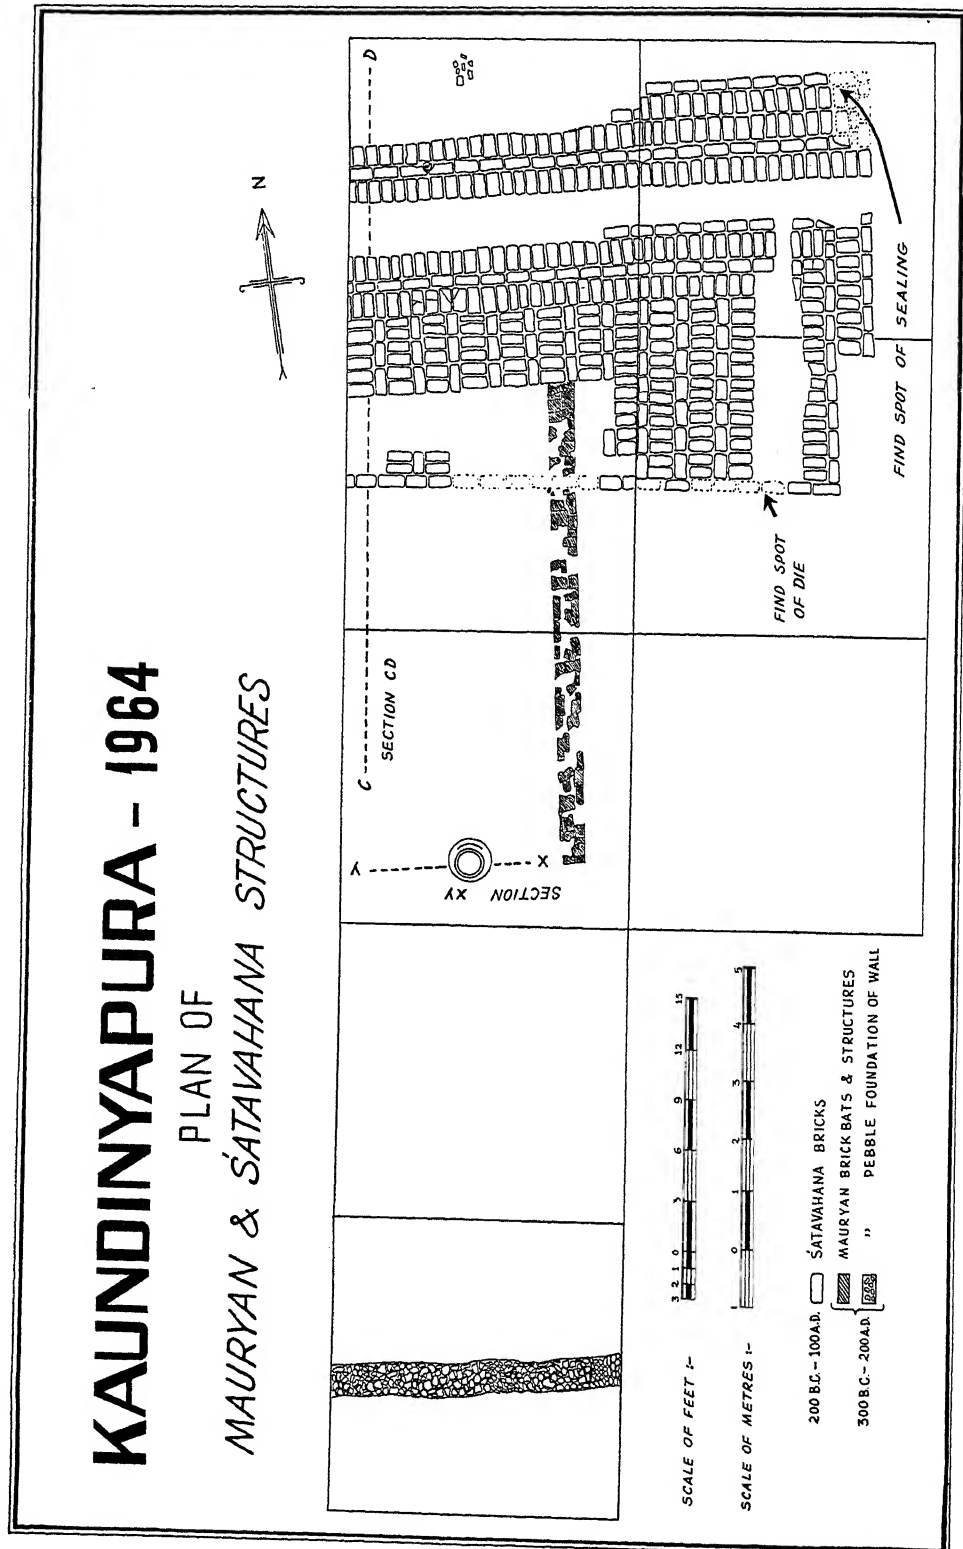 KAUNDINYAPURA - 1964
PLAN OF
MAURYAN & ŚATAVAHANA STRUCTURES
N
C
D
SECTION CD
Y
X
SECTION XY
FIND SPOT OF SEALING
FIND SPOT
OF DIE
SCALE OF FEET :-
3 2 1 0 3 6 9 12 15
SCALE OF METRES :-
1 0 1 2 3 4 5
200 B.C. - 100 A.D. ŚATAVAHANA BRICKS
300 B.C. - 200 A.D. MAURYAN BRICK BATS & STRUCTURES
" PEBBLE FOUNDATION OF WALL